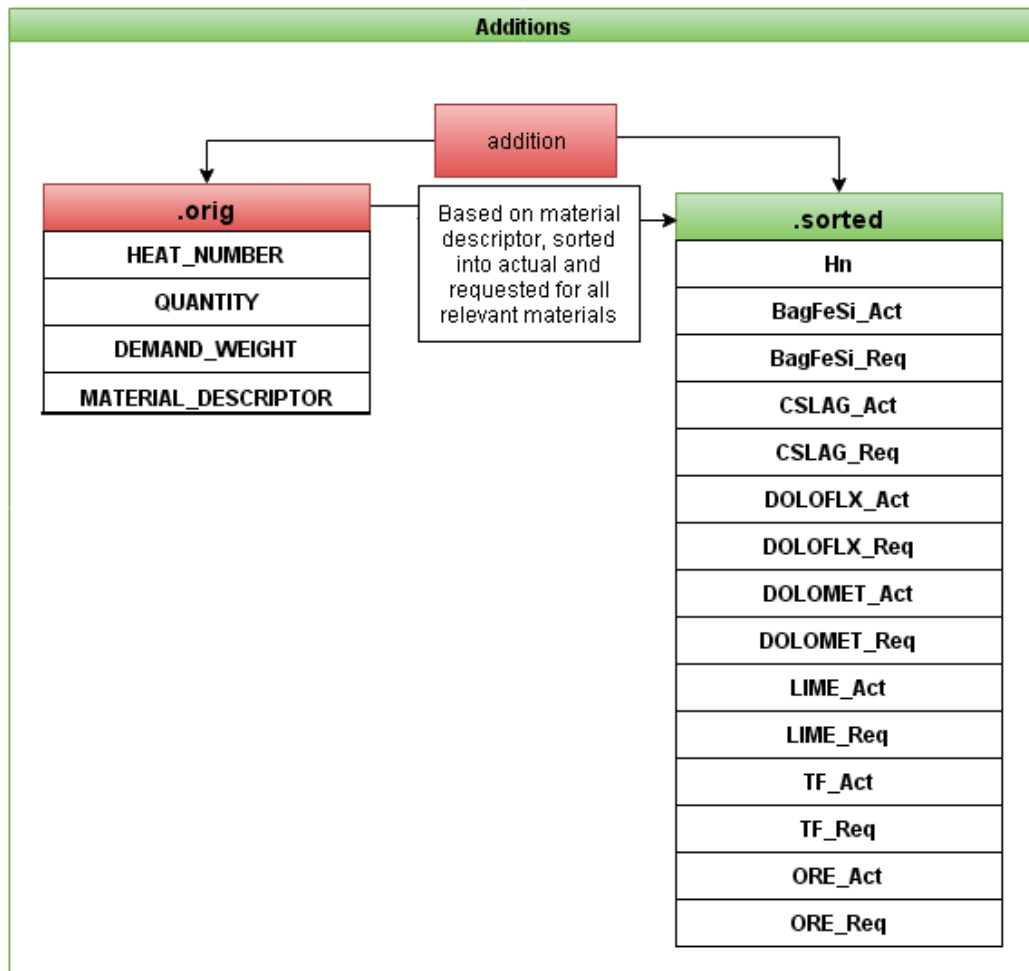 Additions
addition
.orig
HEAT_NUMBER
QUANTITY
DEMAND_WEIGHT
MATERIAL_DESCRIPTOR
Based on material
descriptor, sorted
into actual and
requested for all
relevant materials
.sorted
Hn
BagFeSi_Act
BagFeSi_Req
CSLAG_Act
CSLAG_Req
DOLOFLX_Act
DOLOFLX_Req
DOLOMET_Act
DOLOMET_Req
LIME_Act
LIME_Req
TF_Act
TF_Req
ORE_Act
ORE_Req